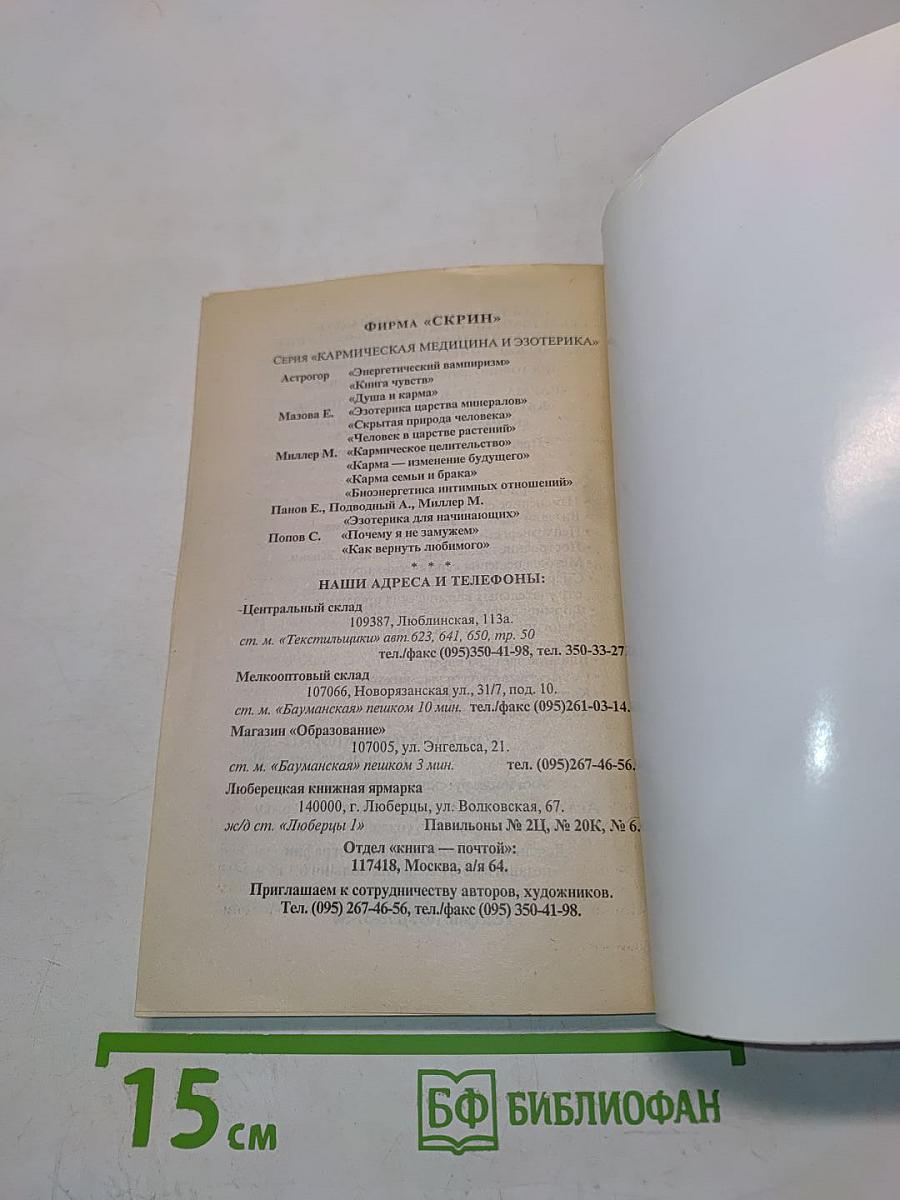 ФИРМА «СКРИН»
СЕРИЯ «КАРМИЧЕСКАЯ МЕДИЦИНА И ЭЗОТЕРИКА»
Астрогор «Энергетический вампиризм»
«Книга чувств»
«Душа и карма»
Мазова Е. «Эзотерика царства минералов»
«Скрытая природа человека»
«Человек в царстве растений»
Миллер М. «Кармическое целительство»
«Карма — изменение будущего»
«Карма семьи и брака»
«Биоэнергетика интимных отношений»
Панов Е., Подводный А., Миллер М.
«Эзотерика для начинающих»
Попов С. «Почему я не замужем»
«Как вернуть любимого»
* * *
НАШИ АДРЕСА И ТЕЛЕФОНЫ:
-Центральный склад
109387, Люблинская, 113а.
ст. м. «Текстильщики» авт.623, 641, 650, тр. 50
тел./факс (095)350-41-98, тел. 350-33-27.
Мелкооптовый склад
107066, Новорязанская ул., 31/7, под. 10.
ст. м. «Бауманская» пешком 10 мин. тел./факс (095)261-03-14.
Магазин «Образование»
107005, ул. Энгельса, 21.
ст. м. «Бауманская» пешком 3 мин. тел. (095)267-46-56.
Люберецкая книжная ярмарка
140000, г. Люберцы, ул. Волковская, 67.
ж/д ст. «Люберцы 1» Павильоны № 2Ц, № 20К, № 6.
Отдел «книга — почтой»:
117418, Москва, а/я 64.
Приглашаем к сотрудничеству авторов, художников.
Тел. (095) 267-46-56, тел./факс (095) 350-41-98.
15 см
БФ БИБЛИОФАН